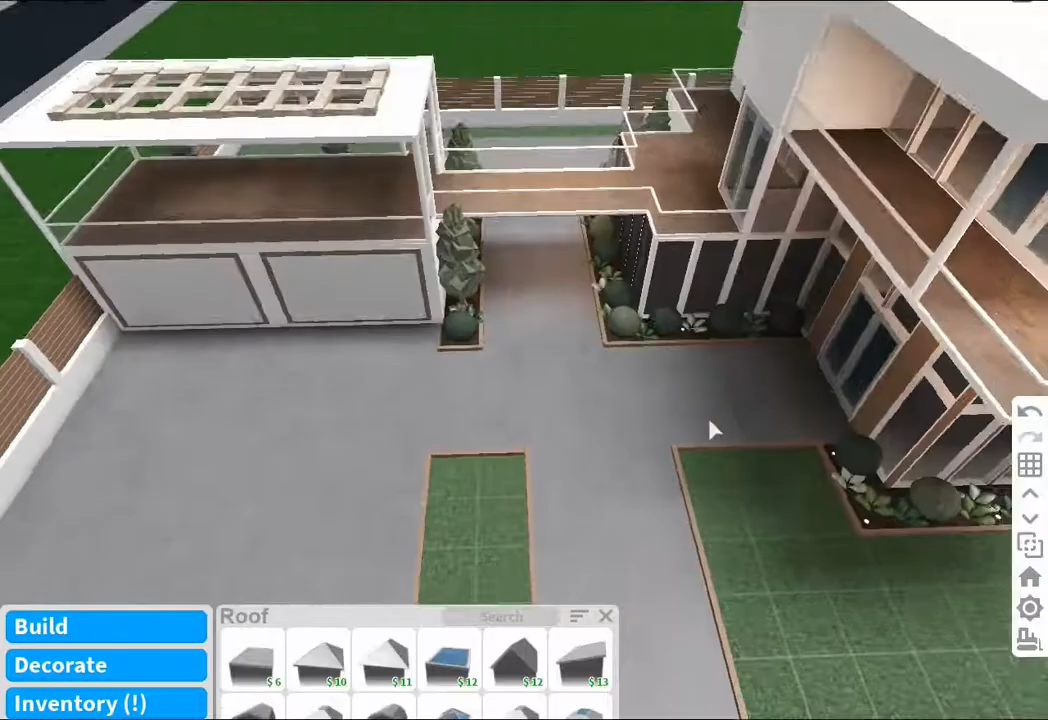 Build
Decorate
Inventory (!)
Roof
Search
$6
$10
$11
$12
$12
$13